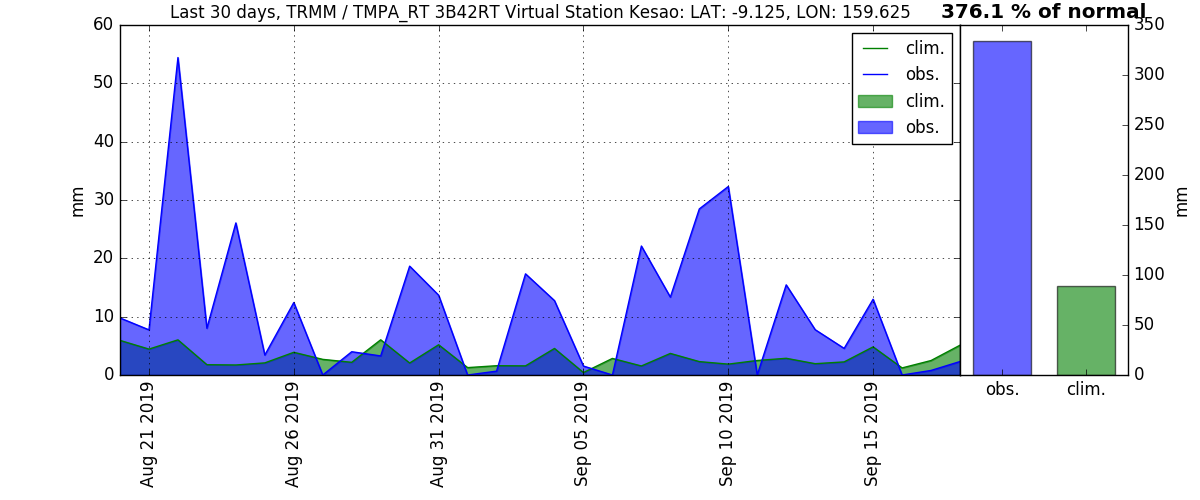 Last 30 days, TRMM / TMPA_RT 3B42RT Virtual Station Kesao: LAT: -9.125, LON: 159.625
376.1 % of normal
60
50
40
30
20
10
0
mm
clim.
obs.
clim.
obs.
350
300
250
200
150
100
50
0
mm
Aug 21 2019
Aug 26 2019
Aug 31 2019
Sep 05 2019
Sep 10 2019
Sep 15 2019
obs.
clim.